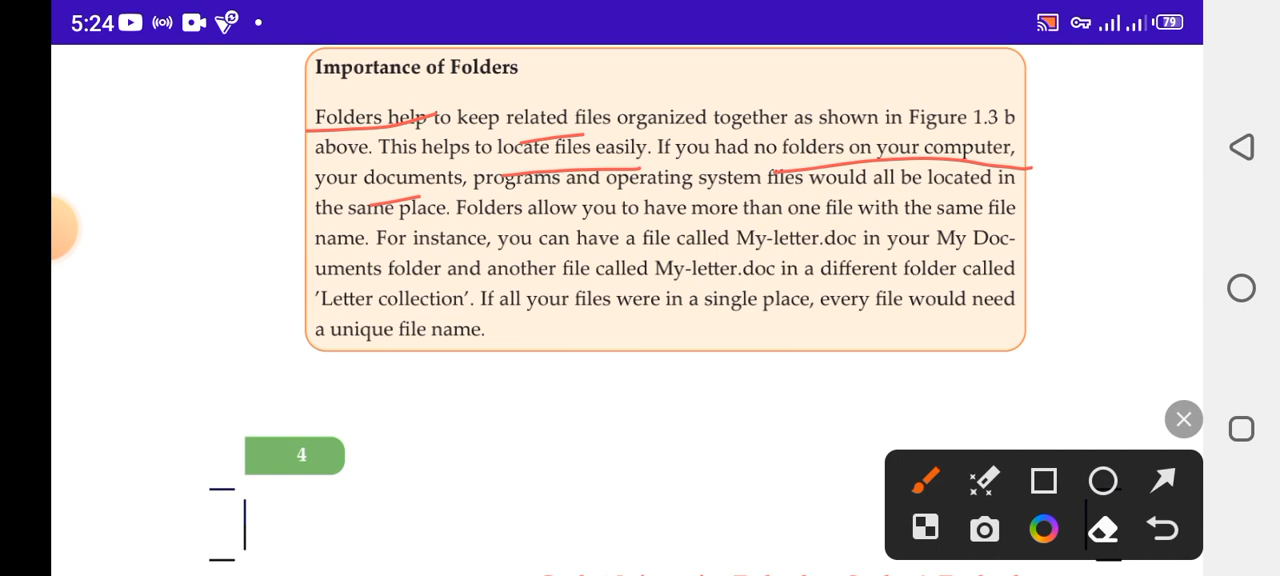 5:24
79
Importance of Folders
Folders help to keep related files organized together as shown in Figure 1.3 b
above. This helps to locate files easily. If you had no folders on your computer,
your documents, programs and operating system files would all be located in
the same place. Folders allow you to have more than one file with the same file
name. For instance, you can have a file called My-letter.doc in your My Doc-
uments folder and another file called My-letter.doc in a different folder called
'Letter collection'. If all your files were in a single place, every file would need
a unique file name.
4